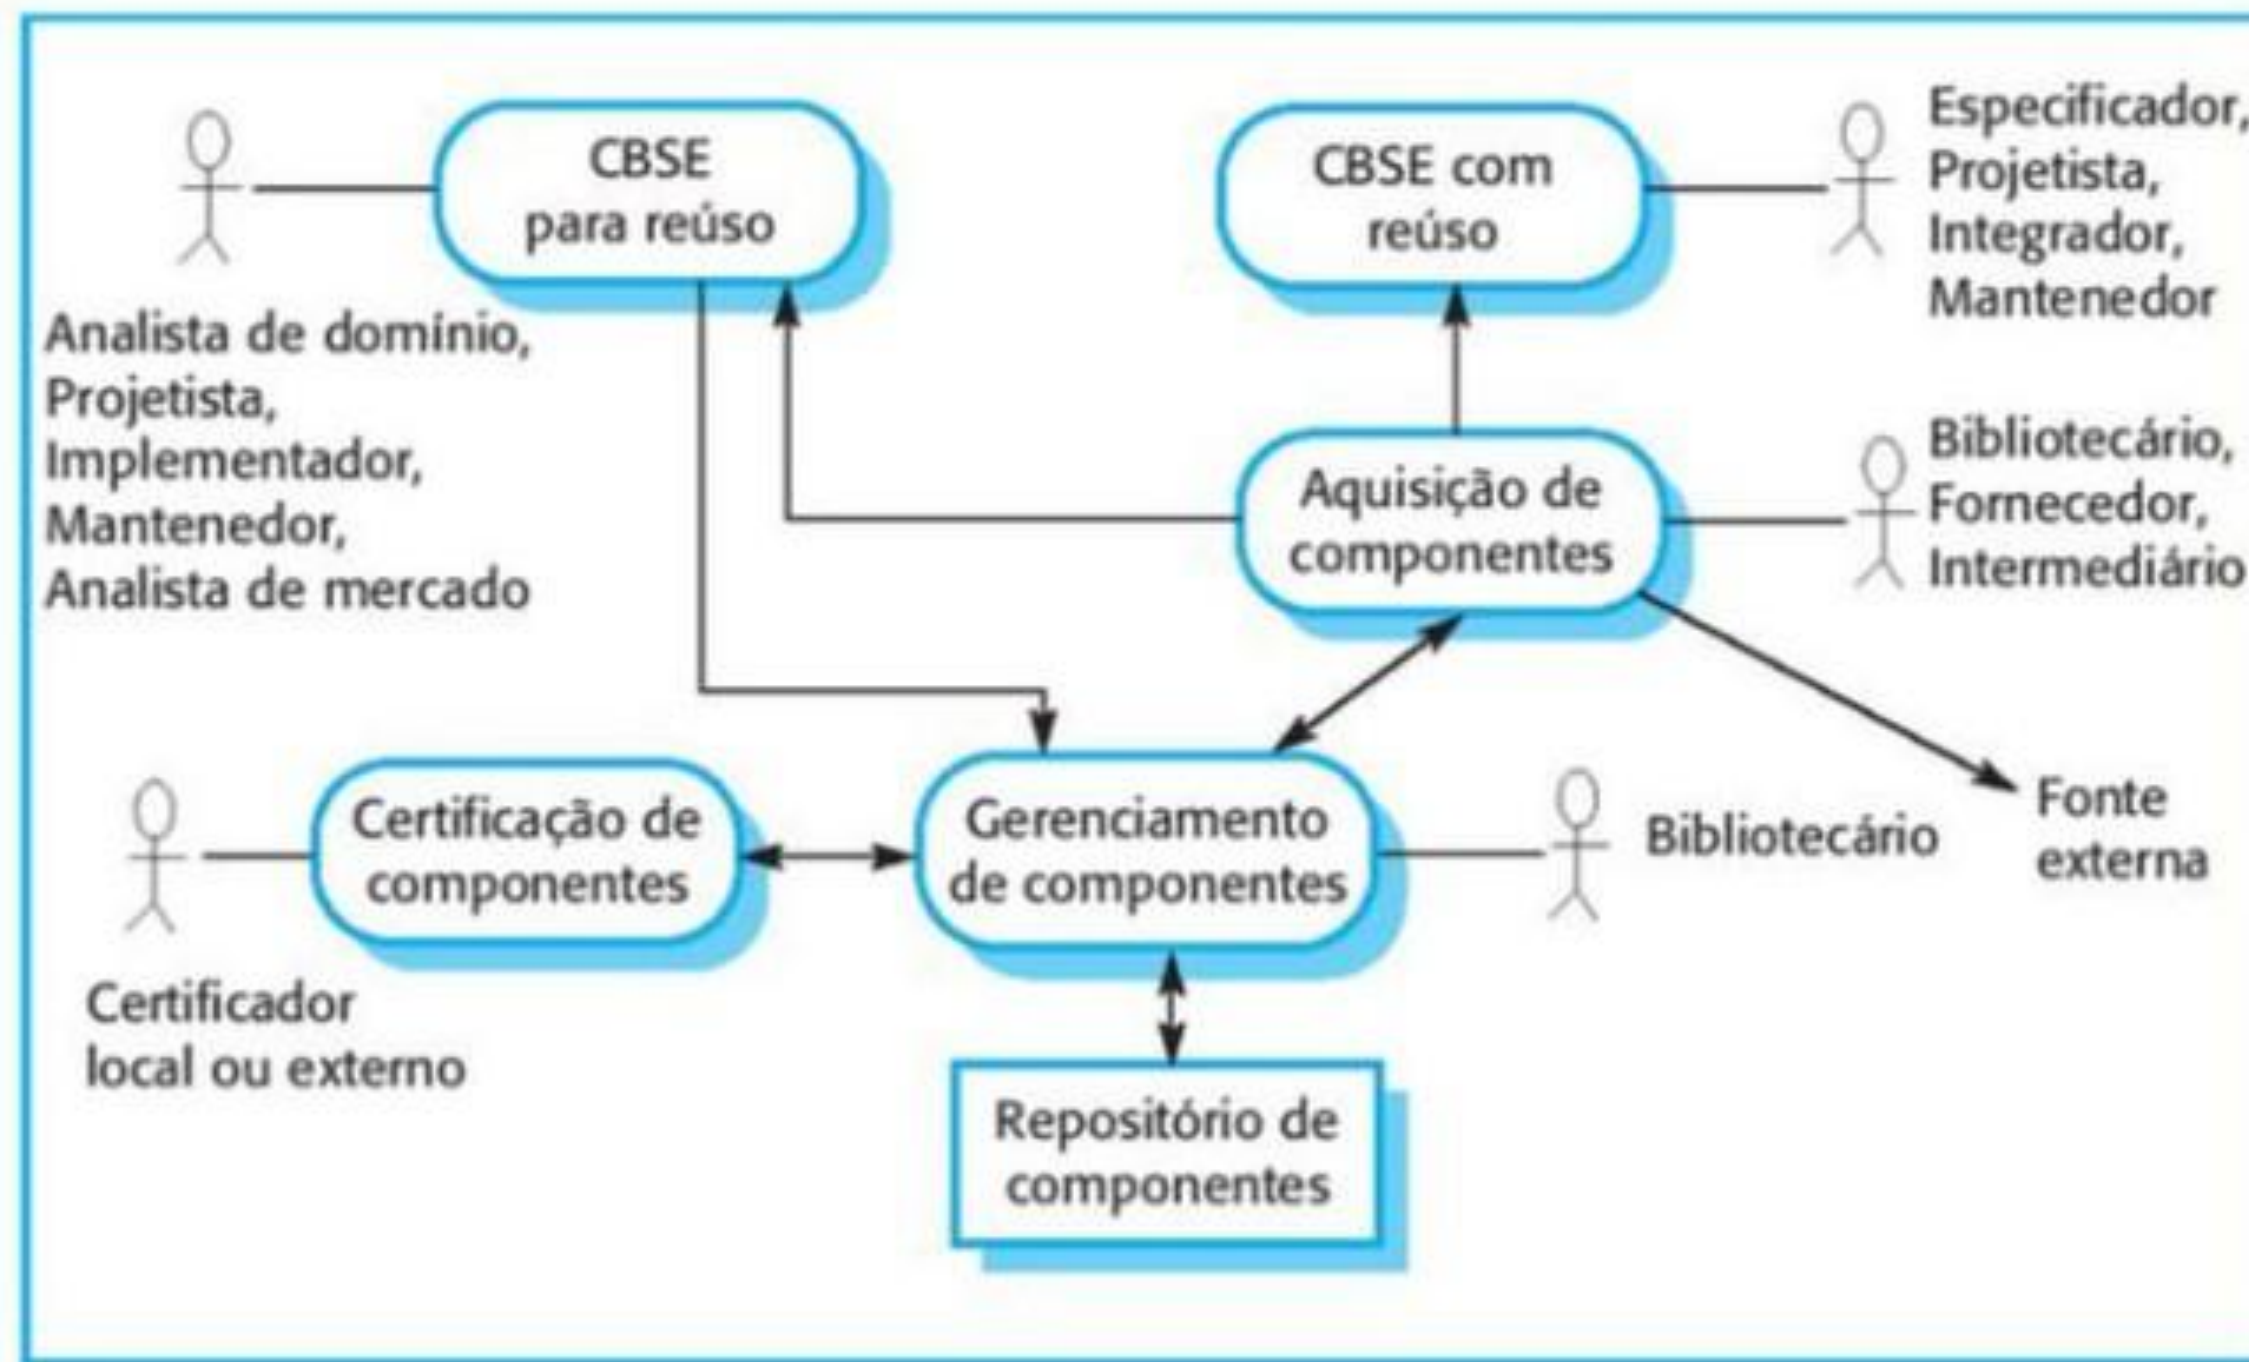 CBSE
para reúso
CBSE com
reúso
Especificador,
Projetista,
Integrador,
Mantenedor
Analista de domínio,
Projetista,
Implementador,
Mantenedor,
Analista de mercado
Aquisição de
componentes
Bibliotecário,
Fornecedor,
Intermediário
Certificação de
componentes
Gerenciamento
de componentes
Bibliotecário
Fonte
externa
Certificador
local ou externo
Repositório de
componentes